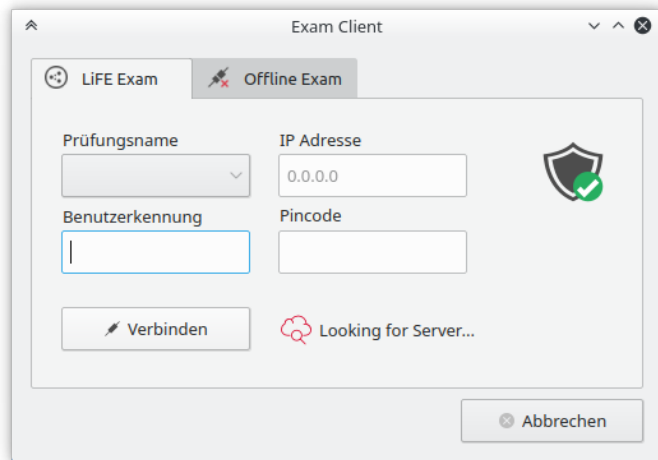 Exam Client
LiFE Exam
Offline Exam
Prüfungsname
IP Adresse
0.0.0.0
Benutzerkennung
Pincode
Verbinden
Looking for Server...
Abbrechen